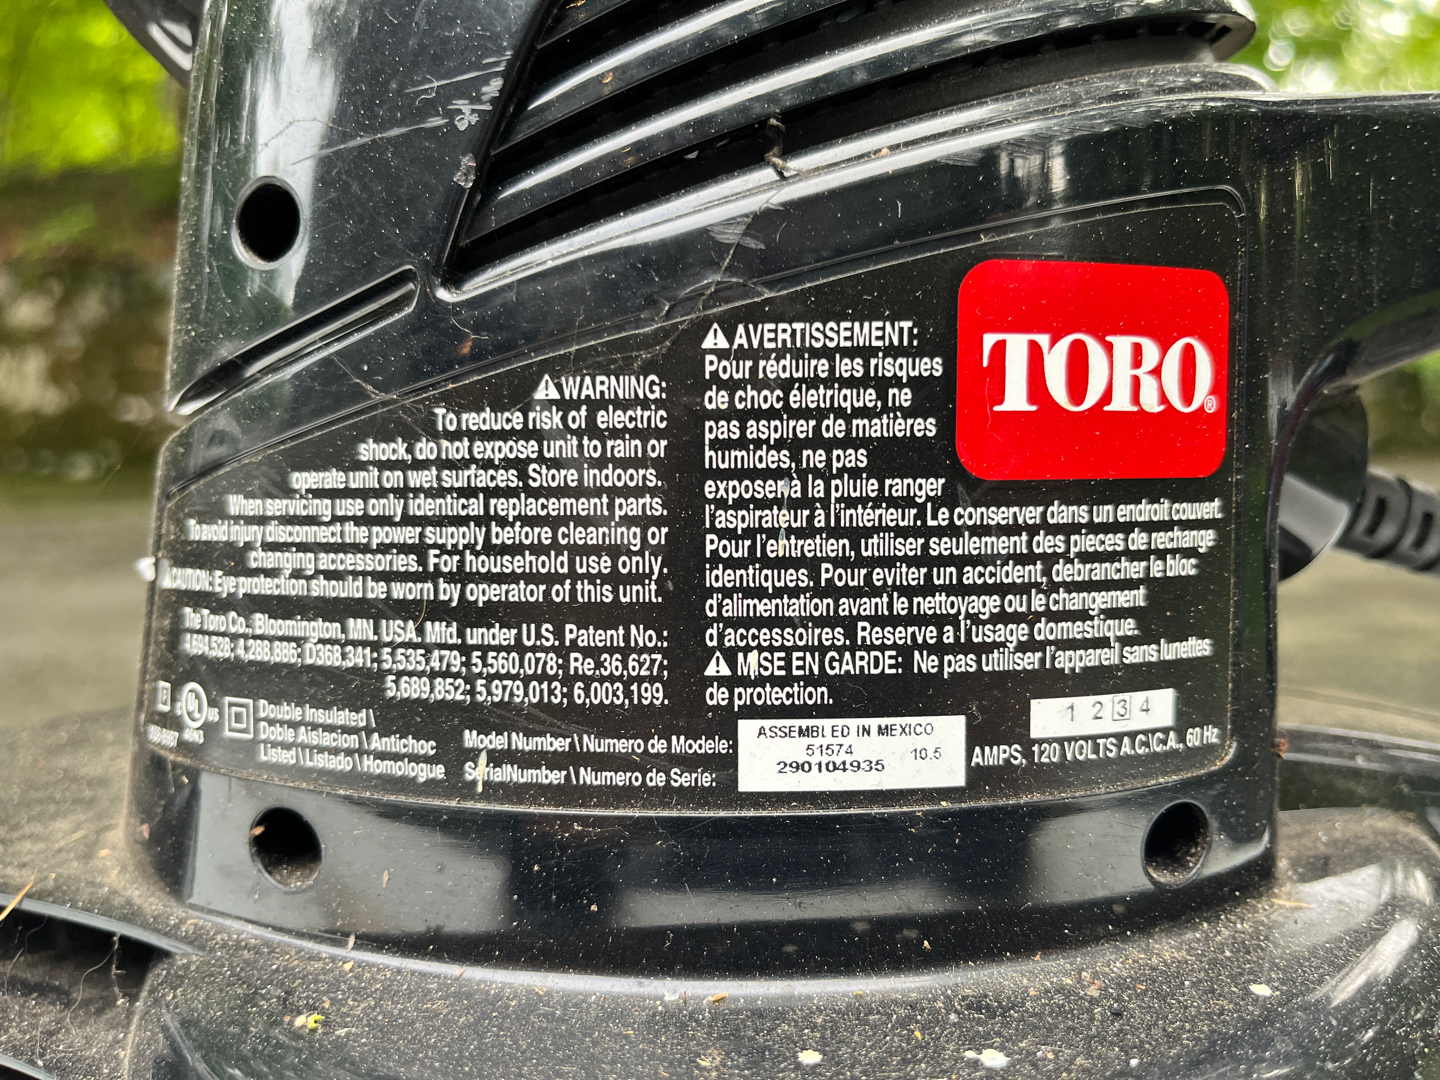 TORO®
WARNING:
To reduce risk of electric
shock, do not expose unit to rain or
operate unit on wet surfaces. Store indoors.
When servicing use only identical replacement parts.
To avoid injury disconnect the power supply before cleaning or
changing accessories. For household use only.
CAUTION: Eye protection should be worn by operator of this unit.
The Toro Co., Bloomington, MN. USA. Mfd. under U.S. Patent No.:
4,694,528; 4,288,886; D368,341; 5,535,479; 5,560,078; Re.36,627;
5,689,852; 5,979,013; 6,003,199.
AVERTISSEMENT:
Pour réduire les risques
de choc életrique, ne
pas aspirer de matières
humides, ne pas
exposer à la pluie ranger
l'aspirateur à l'intérieur. Le conserver dans un endroit couvert.
Pour l'entretien, utiliser seulement des pieces de rechange
identiques. Pour eviter un accident, debrancher le bloc
d'alimentation avant le nettoyage ou le changement
d'accessoires. Reserve a l'usage domestique.
MISE EN GARDE: Ne pas utiliser l'appareil sans lunettes
de protection.
C UL US
Double Insulated \
Doble Aislacion \ Antichoc
Listed \ Listado \ Homologue
Model Number \ Numero de Modele:
SerialNumber \ Numero de Serie:
ASSEMBLED IN MEXICO
51574 10.5
290104935
1 2 3 4
AMPS, 120 VOLTS A.C.\C.A., 60 Hz